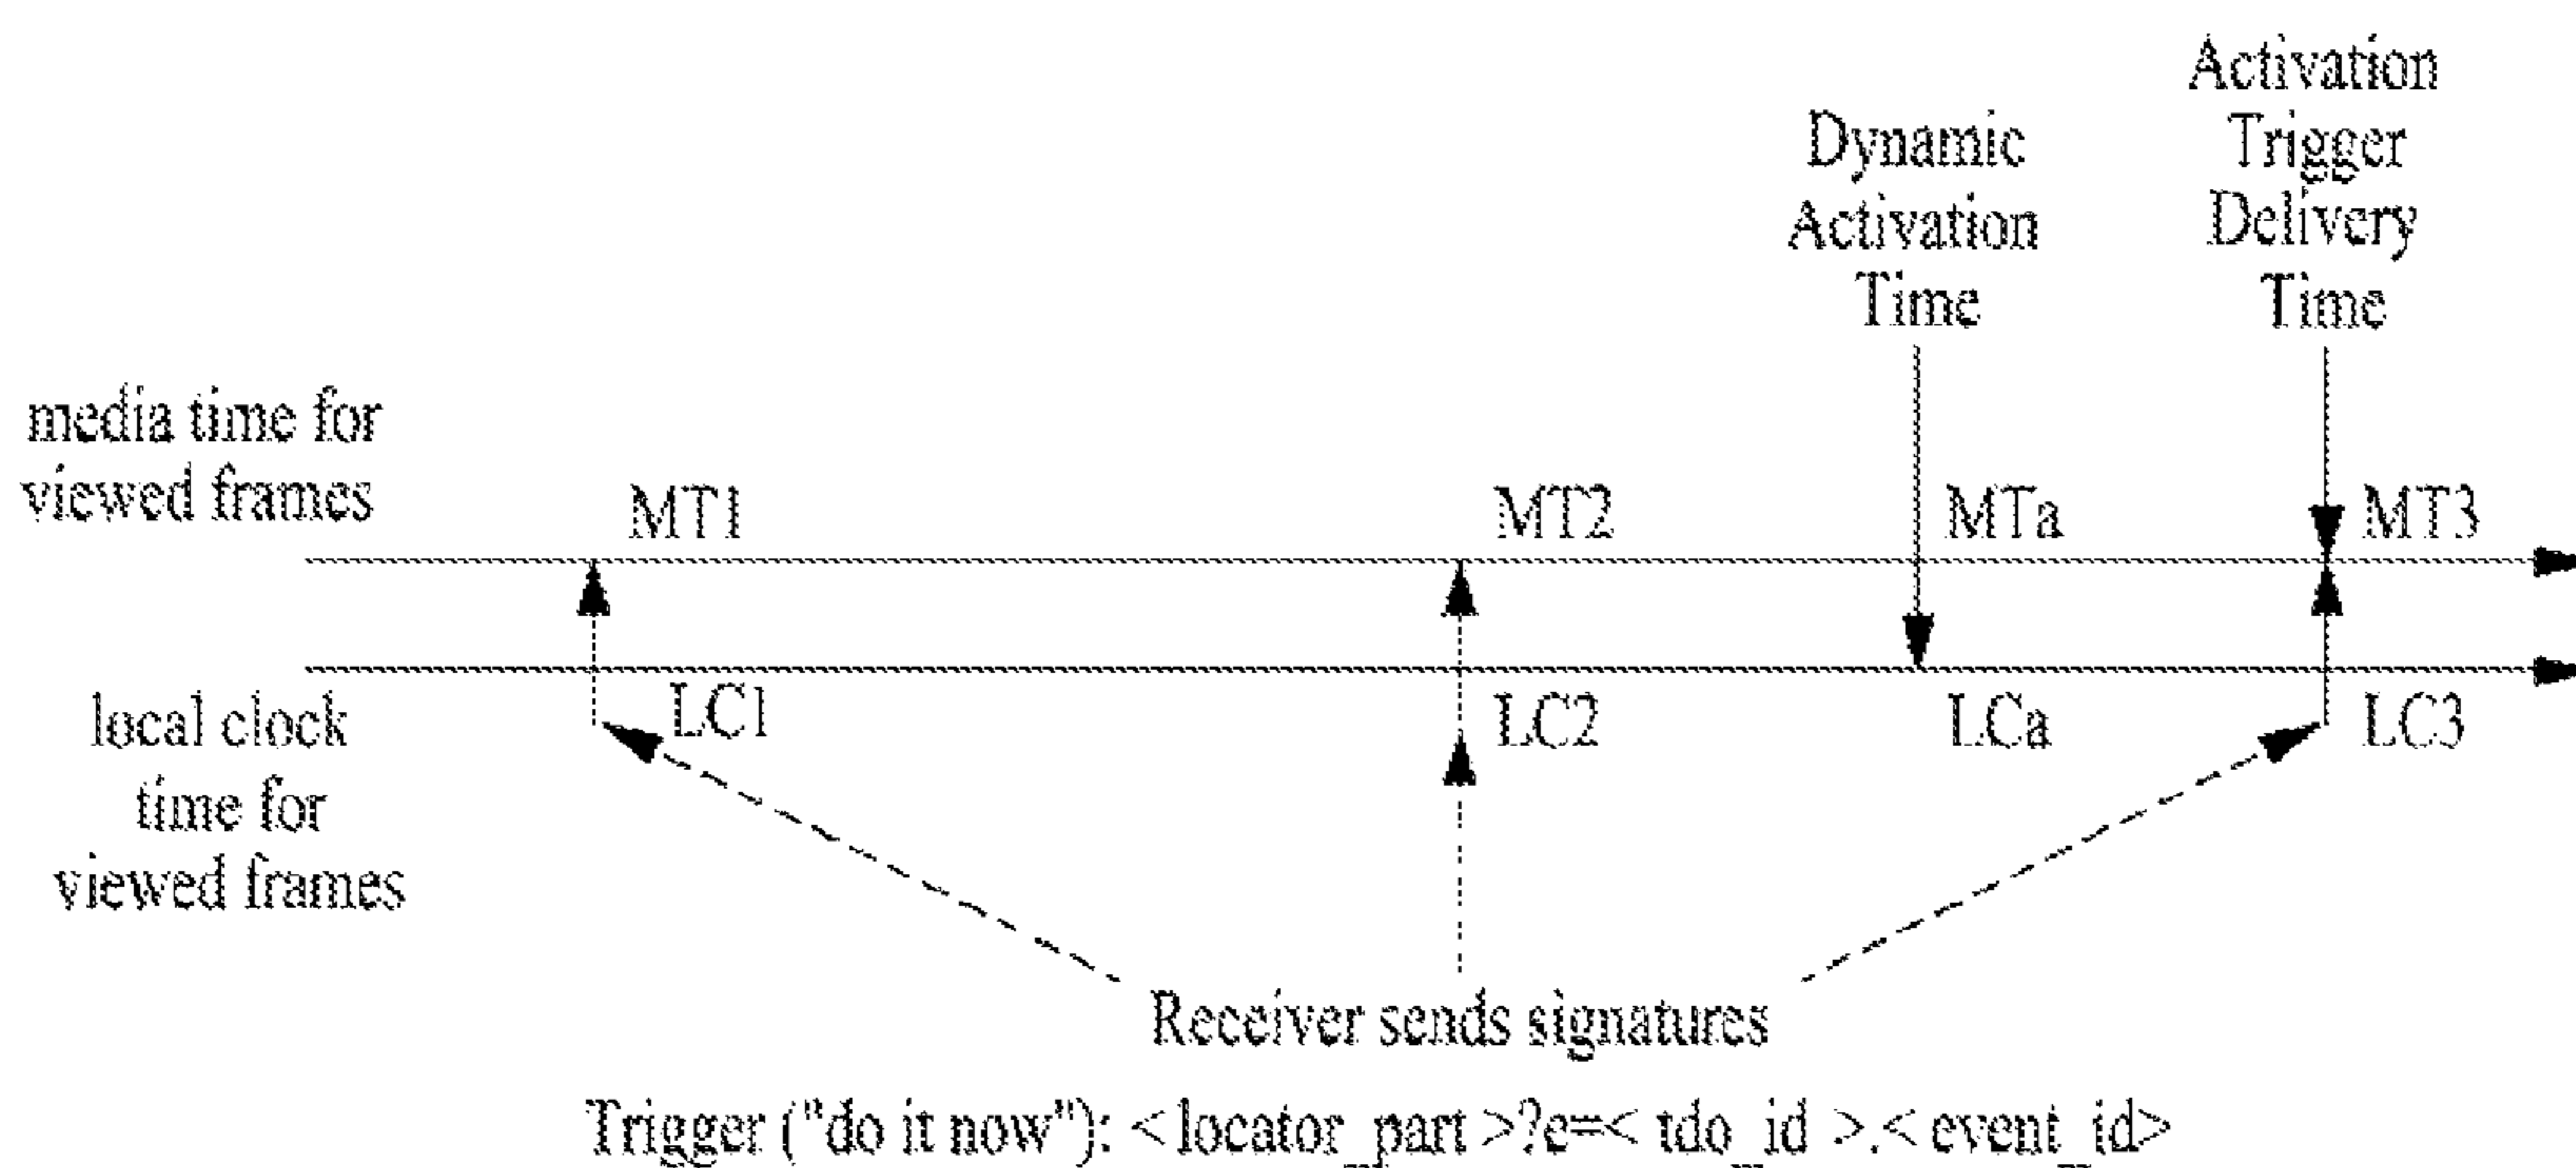 Activation
Trigger
Delivery
Time
Dynamic
Activation
Time
media time for
viewed frames
MT1
MT2
MTa
MT3
local clock
time for
viewed frames
LC1
LC2
LCa
LC3
Receiver sends signatures
Trigger ("do it now"): < locator_part >?e=< tdo_id >.< event_id>